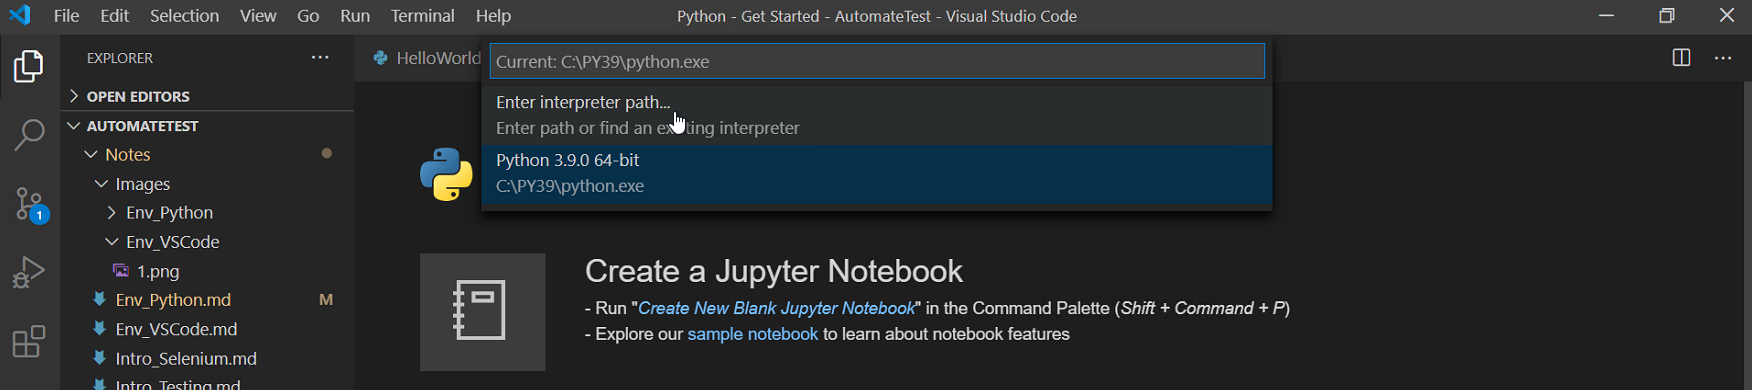 File Edit Selection View Go Run Terminal Help
Python - Get Started - AutomateTest - Visual Studio Code
EXPLORER
OPEN EDITORS
AUTOMATETEST
Notes
Images
Env_Python
Env_VSCode
1.png
Env_Python.md M
Env_VSCode.md
Intro_Selenium.md
Intro_Testing.md
1
HelloWorld
Current: C:\PY39\python.exe
Enter interpreter path...
Enter path or find an existing interpreter
Python 3.9.0 64-bit
C:\PY39\python.exe
Create a Jupyter Notebook
- Run "Create New Blank Jupyter Notebook" in the Command Palette (Shift + Command + P)
- Explore our sample notebook to learn about notebook features